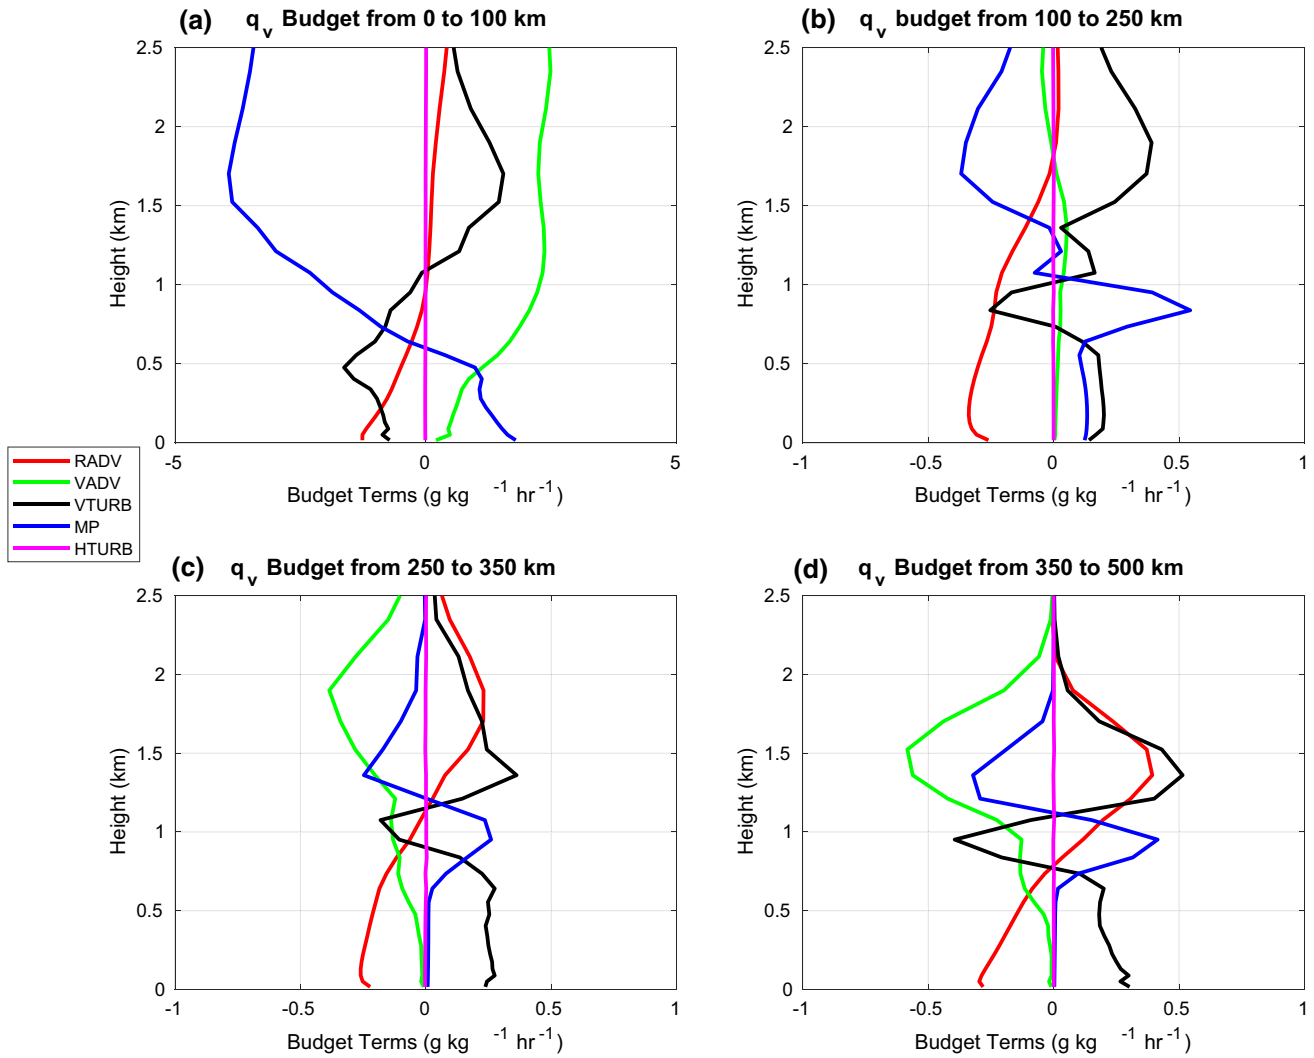 (a) qv Budget from 0 to 100 km
2.5
2
1.5
1
0.5
0
Height (km)
-5 0 5
Budget Terms (g kg -1 hr-1)
(b) qv budget from 100 to 250 km
2.5
2
1.5
1
0.5
0
Height (km)
-1 -0.5 0 0.5 1
Budget Terms (g kg -1 hr-1)
RADV
VADV
VTURB
MP
HTURB
(c) qv Budget from 250 to 350 km
2.5
2
1.5
1
0.5
0
Height (km)
-1 -0.5 0 0.5 1
Budget Terms (g kg -1 hr-1)
(d) qv Budget from 350 to 500 km
2.5
2
1.5
1
0.5
0
Height (km)
-1 -0.5 0 0.5 1
Budget Terms (g kg -1 hr-1)